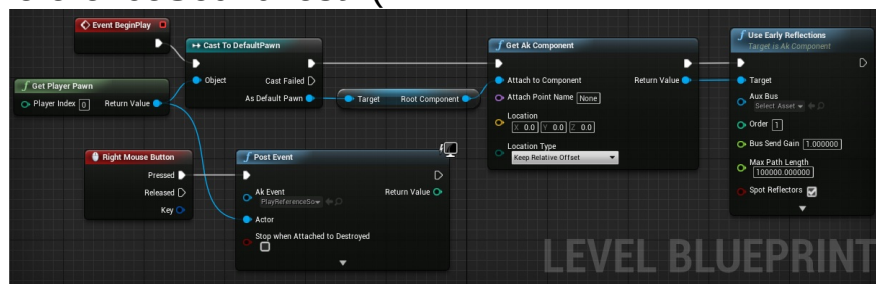 Event BeginPlay
Cast To DefaultPawn
Object
Cast Failed
As Default Pawn
Get Player Pawn
Player Index 0
Return Value
Target
Root Component
Get Ak Component
Attach to Component
Return Value
Attach Point Name None
Location
X 0.0 Y 0.0 Z 0.0
Location Type
Keep Relative Offset
Use Early Reflections
Target is Ak Component
Target
Aux Bus
Select Asset
Order 1
Bus Send Gain 1.000000
Max Path Length
100000.000000
Spot Reflectors
Right Mouse Button
Pressed
Released
Key
Post Event
Ak Event
Return Value
PlayReferenceSo
Actor
Stop when Attached to Destroyed
LEVEL BLUEPRINT